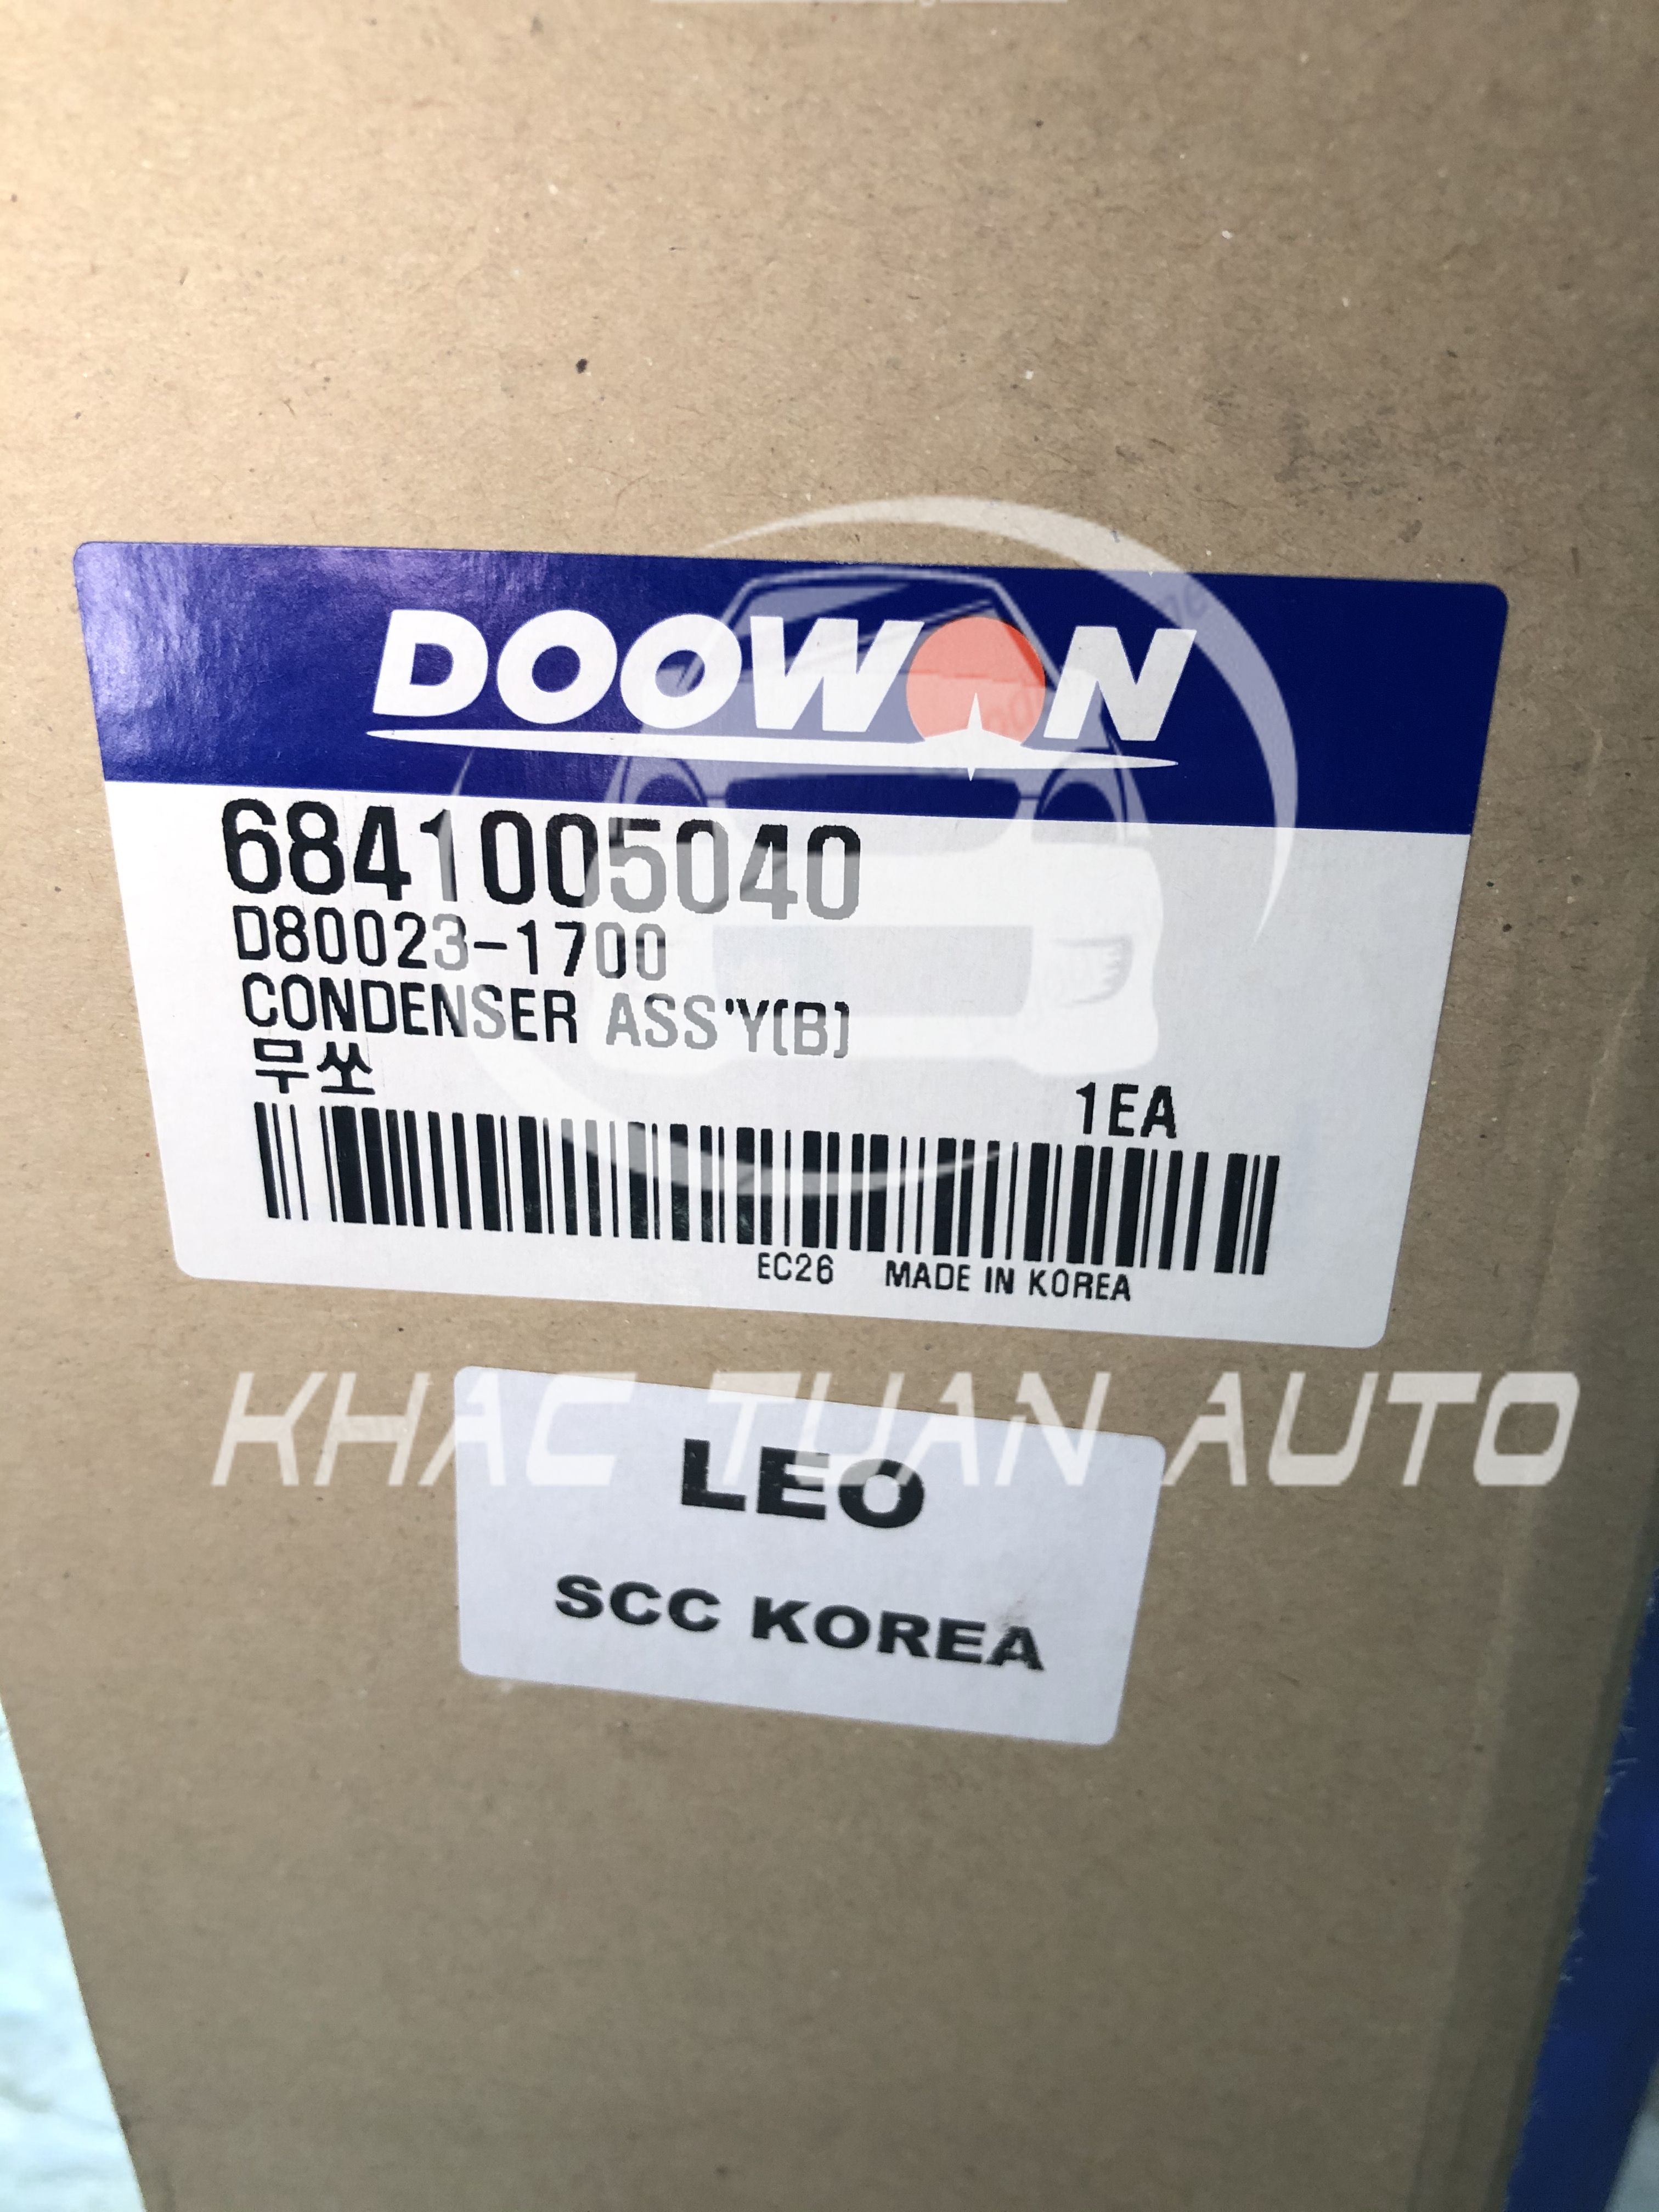 DOOWON
6841005040
D80023-1700
CONDENSER ASS'Y(B)
무쏘
1EA
EC26 MADE IN KOREA
KHAC TUAN AUTO
LEO
SCC KOREA